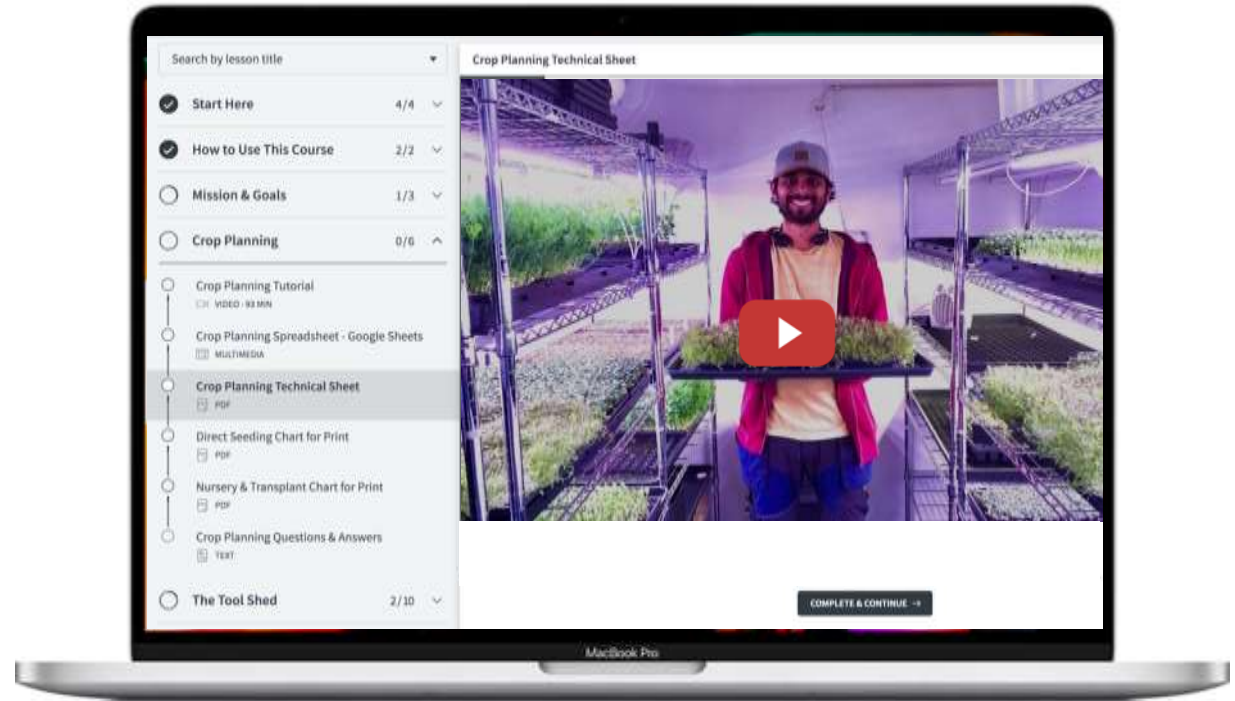 Search by lesson title
Start Here 4/4
How to Use This Course 2/2
Mission & Goals 1/3
Crop Planning 0/6
Crop Planning Tutorial
VIDEO · 93 MIN
Crop Planning Spreadsheet - Google Sheets
MULTIMEDIA
Crop Planning Technical Sheet
PDF
Direct Seeding Chart for Print
PDF
Nursery & Transplant Chart for Print
PDF
Crop Planning Questions & Answers
TEXT
The Tool Shed 2/10
Crop Planning Technical Sheet
COMPLETE & CONTINUE →
MacBook Pro